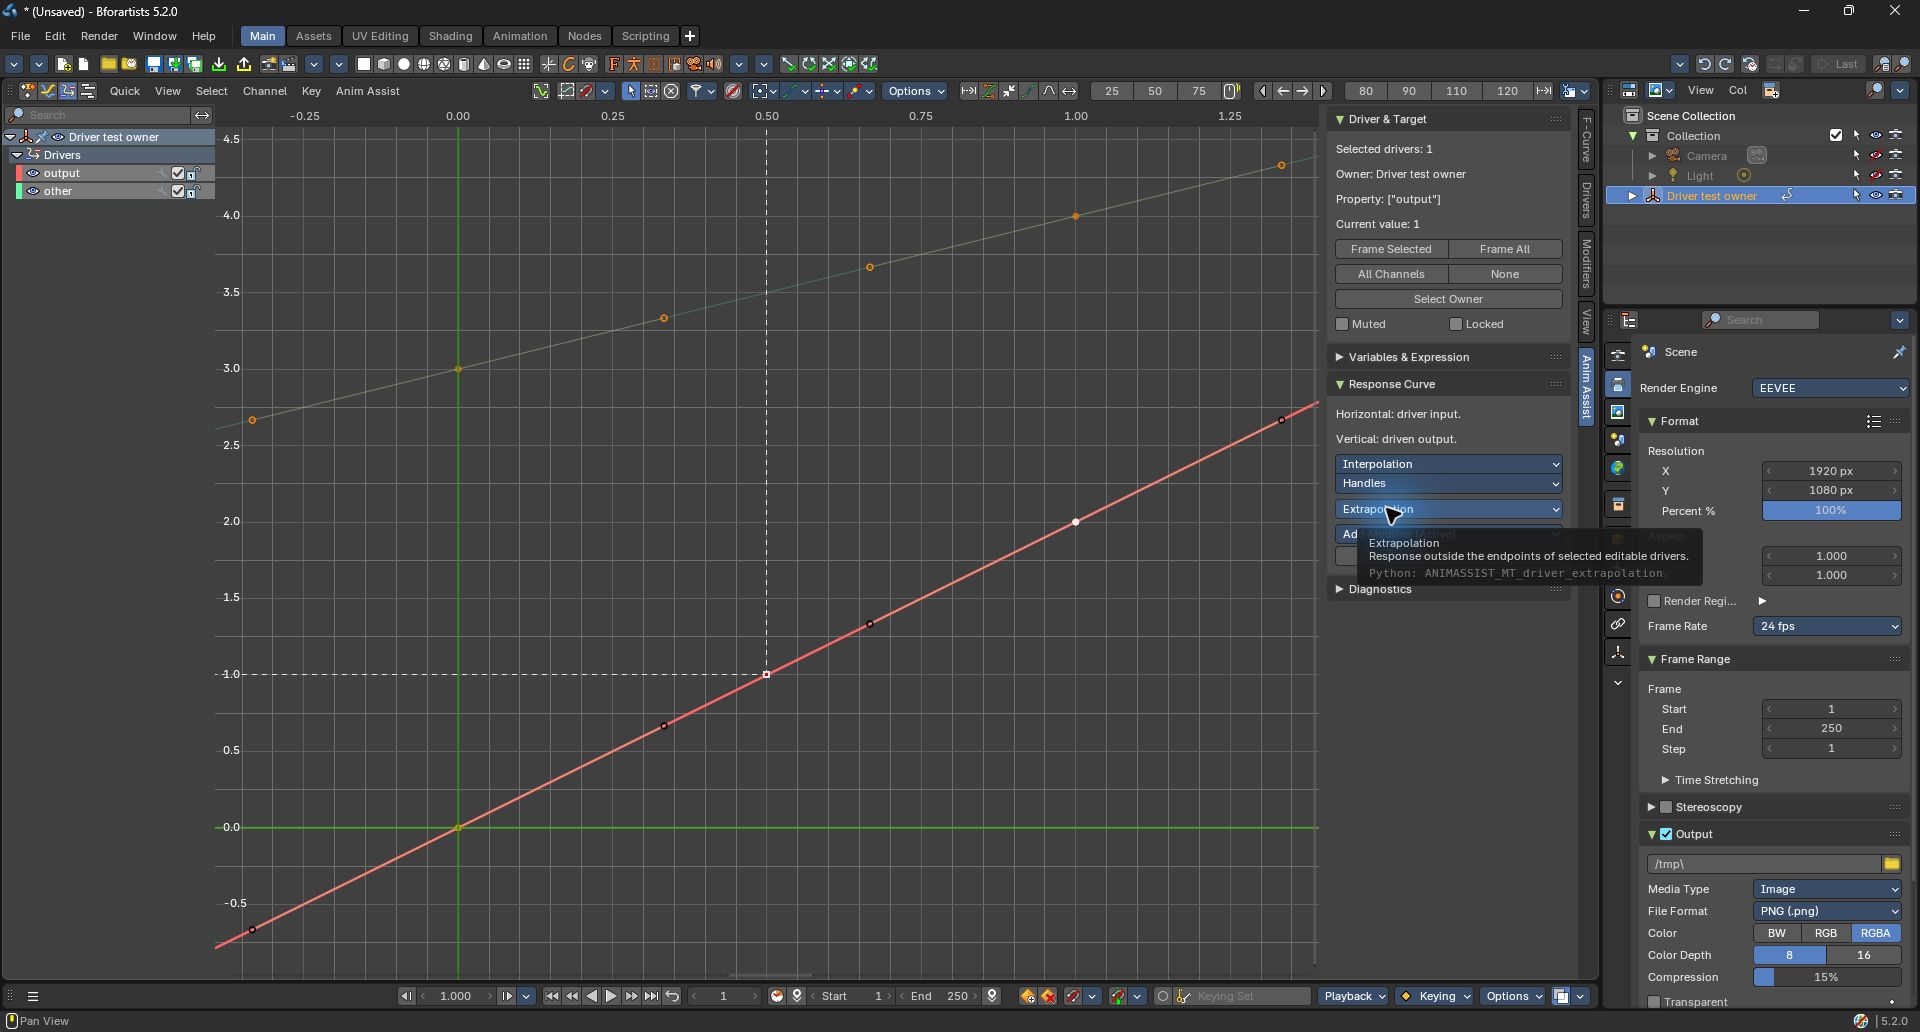 * (Unsaved) - Bforartists 5.2.0
File Edit Render Window Help Main Assets UV Editing Shading Animation Nodes Scripting
Last
Quick View Select Channel Key Anim Assist Options 25 50 75 80 90 110 120
View Col
Search
-0.25 0.00 0.25 0.50 0.75 1.00 1.25
Driver test owner
Drivers
output
other
4.5
4.0
3.5
3.0
2.5
2.0
1.5
1.0
0.5
0.0
-0.5
Driver & Target
Selected drivers: 1
Owner: Driver test owner
Property: ["output"]
Current value: 1
Frame Selected Frame All
All Channels None
Select Owner
Muted Locked
Variables & Expression
Response Curve
Horizontal: driver input.
Vertical: driven output.
Interpolation
Handles
Extrapolation
Extrapolation
Response outside the endpoints of selected editable drivers.
Python: ANIMASSIST_MT_driver_extrapolation
Diagnostics
F-Curve
Drivers
Modifiers
View
Anim Assist
Scene Collection
Collection
Camera
Light
Driver test owner
Search
Scene
Render Engine EEVEE
Format
Resolution
X 1920 px
Y 1080 px
Percent % 100%
1.000
1.000
Render Regi...
Frame Rate 24 fps
Frame Range
Frame
Start 1
End 250
Step 1
Time Stretching
Stereoscopy
Output
/tmp\
Media Type Image
File Format PNG (.png)
Color BW RGB RGBA
Color Depth 8 16
Compression 15%
Transparent
1.000 1 Start 1 End 250 Keying Set Playback Keying Options
Pan View
5.2.0